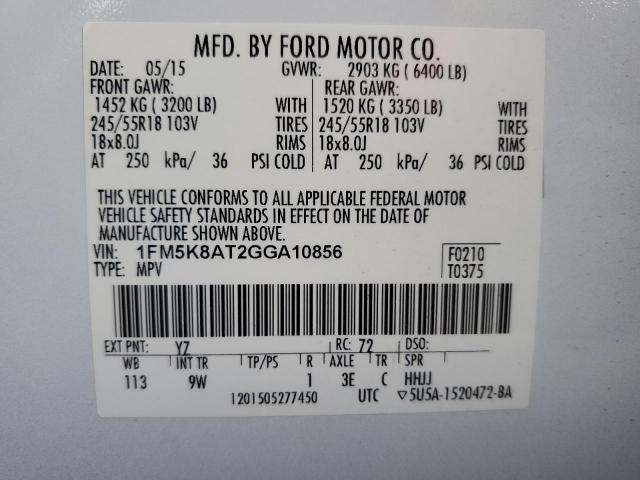 MFD. BY FORD MOTOR CO.
DATE: 05/15 GVWR: 2903 KG ( 6400 LB)
FRONT GAWR: REAR GAWR:
1452 KG ( 3200 LB) WITH 1520 KG ( 3350 LB) WITH
245/55R18 103V TIRES 245/55R18 103V TIRES
18x8.0J RIMS 18x8.0J RIMS
AT 250 kPa/ 36 PSI COLD AT 250 kPa/ 36 PSI COLD
THIS VEHICLE CONFORMS TO ALL APPLICABLE FEDERAL MOTOR
VEHICLE SAFETY STANDARDS IN EFFECT ON THE DATE OF
MANUFACTURE SHOWN ABOVE.
VIN: 1FM5K8AT2GGA10856 F0210
TYPE: MPV T0375
EXT PNT: YZ RC: 72 DSO:
WB INT TR TP/PS R AXLE TR SPR
113 9W 1 3E C HHJJ
1201505277450 UTC ▽5U5A-1520472-BA